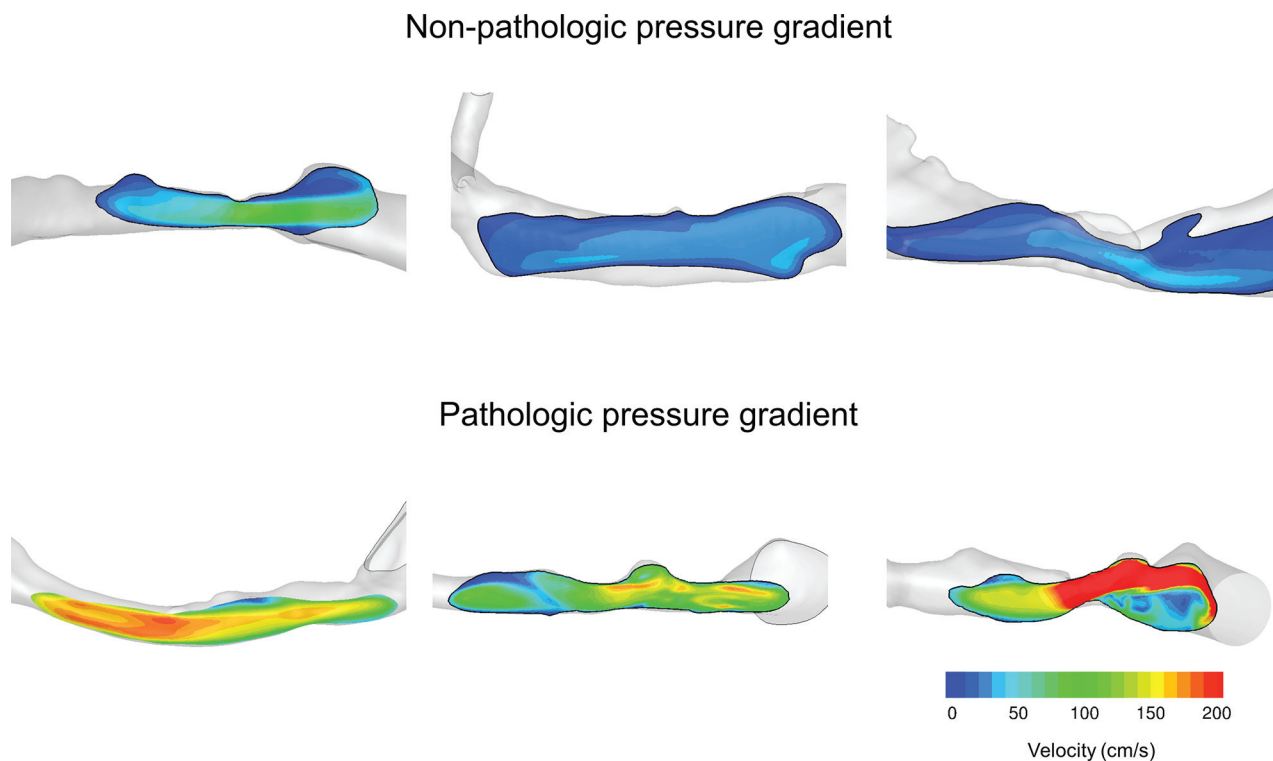 Non-pathologic pressure gradient
Pathologic pressure gradient
0 50 100 150 200
Velocity (cm/s)